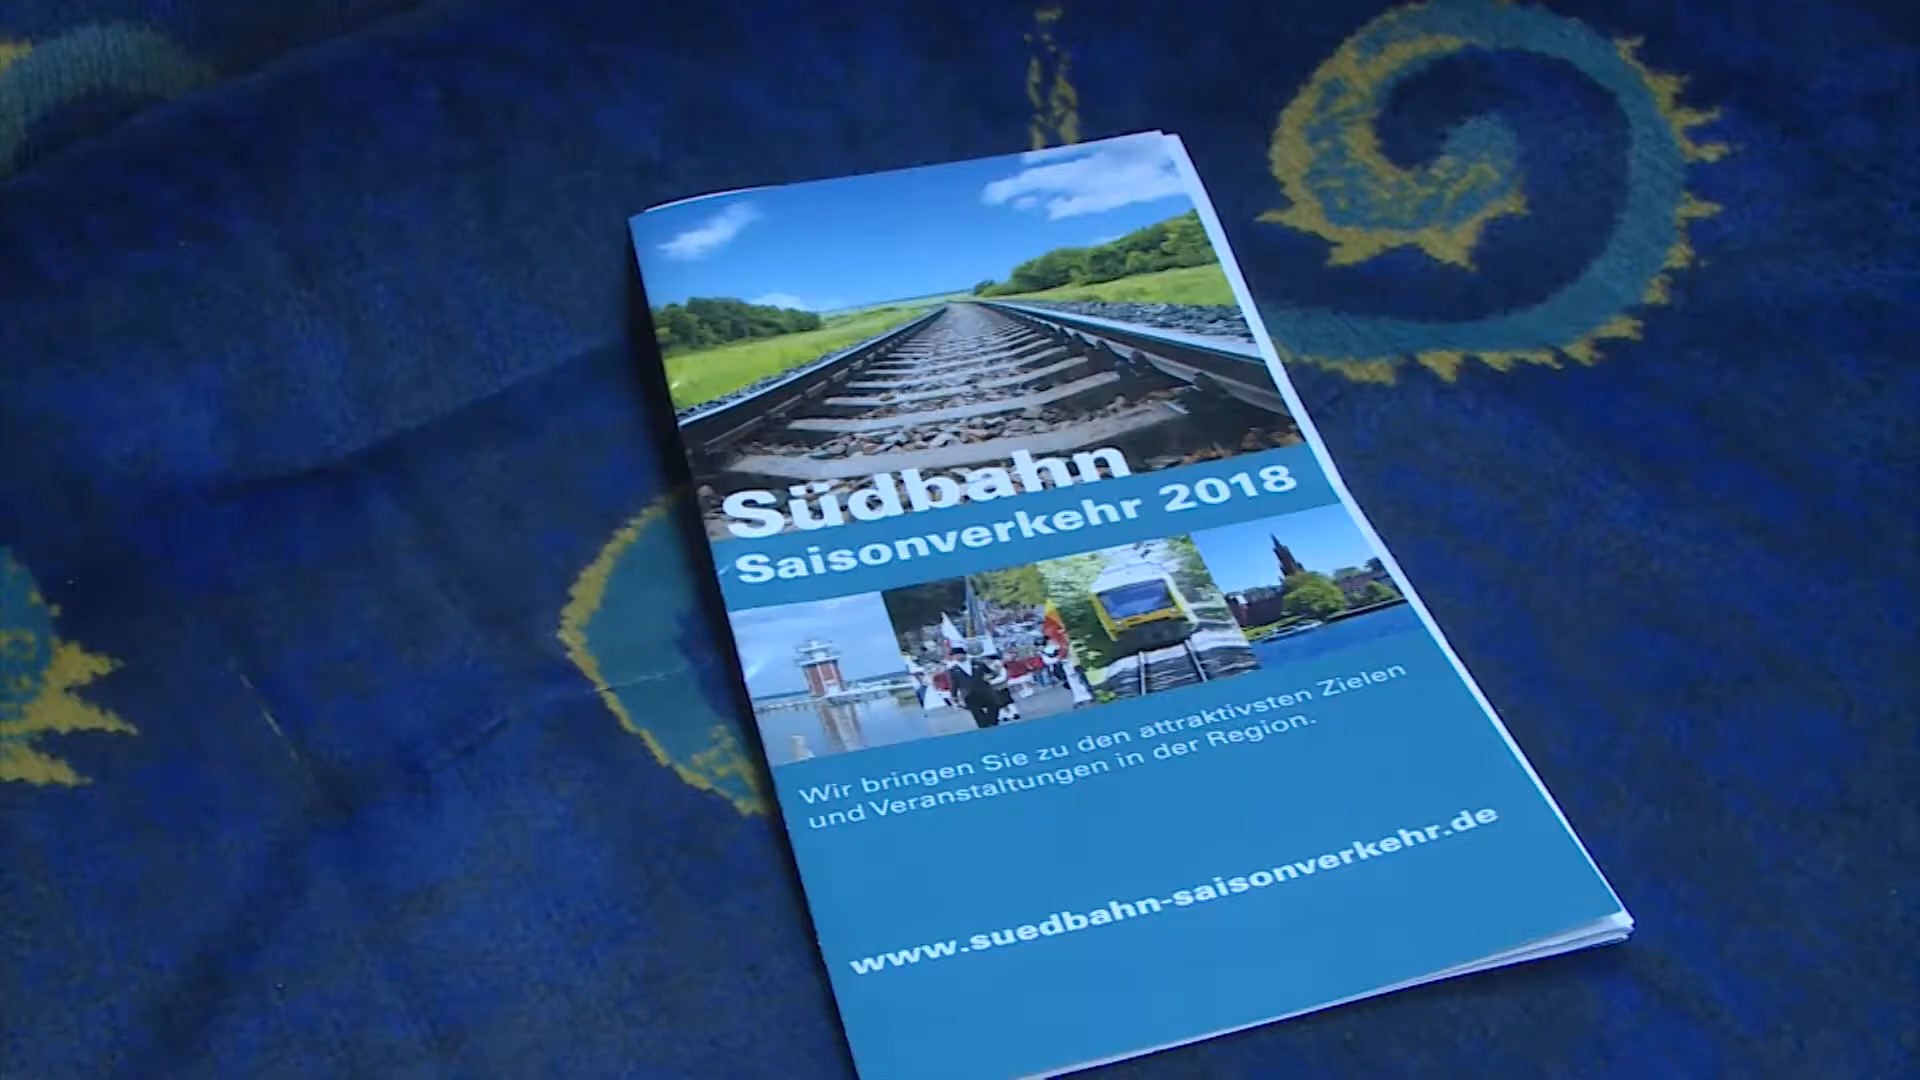 Südbahn
Saisonverkehr 2018
Wir bringen Sie zu den attraktivsten Zielen
und Veranstaltungen in der Region.
www.suedbahn-saisonverkehr.de